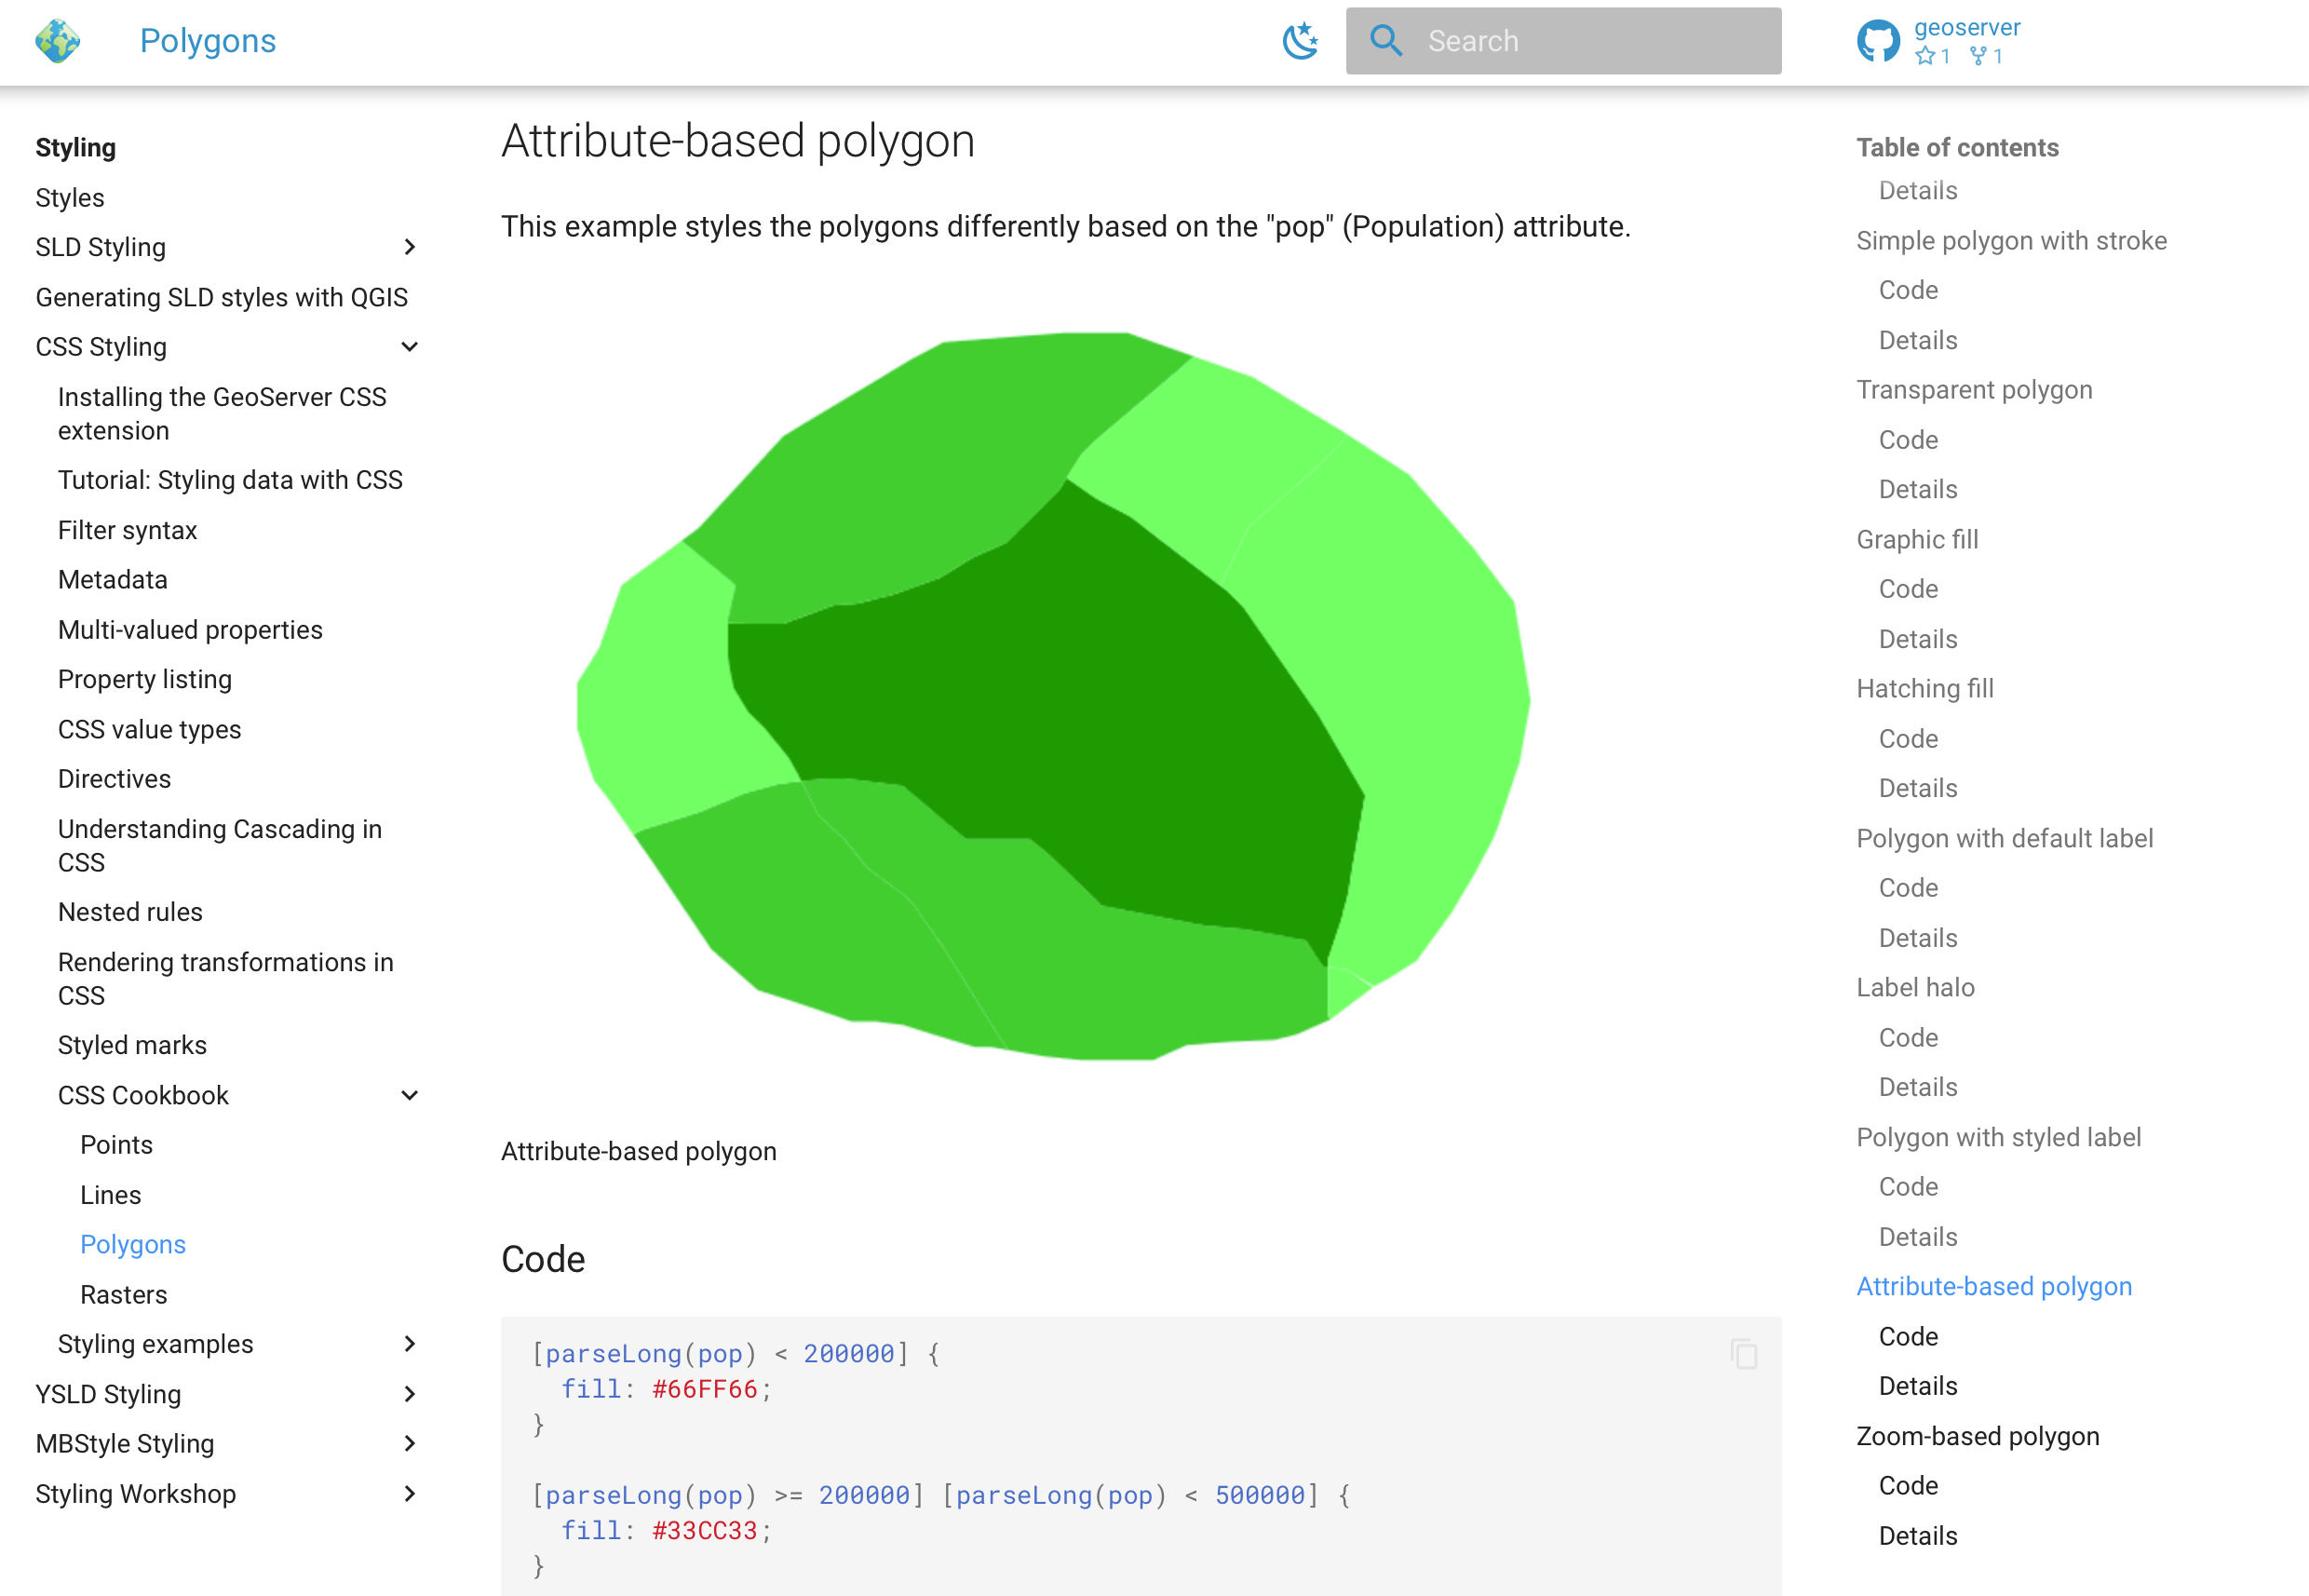 Polygons
Search
geoserver
1 1
Styling
Styles
SLD Styling
Generating SLD styles with QGIS
CSS Styling
Installing the GeoServer CSS
extension
Tutorial: Styling data with CSS
Filter syntax
Metadata
Multi-valued properties
Property listing
CSS value types
Directives
Understanding Cascading in
CSS
Nested rules
Rendering transformations in
CSS
Styled marks
CSS Cookbook
Points
Lines
Polygons
Rasters
Styling examples
YSLD Styling
MBStyle Styling
Styling Workshop
Attribute-based polygon
This example styles the polygons differently based on the "pop" (Population) attribute.
Attribute-based polygon
Code
[parseLong(pop) < 200000] {
  fill: #66FF66;
}
[parseLong(pop) >= 200000] [parseLong(pop) < 500000] {
  fill: #33CC33;
}
Table of contents
Details
Simple polygon with stroke
Code
Details
Transparent polygon
Code
Details
Graphic fill
Code
Details
Hatching fill
Code
Details
Polygon with default label
Code
Details
Label halo
Code
Details
Polygon with styled label
Code
Details
Attribute-based polygon
Code
Details
Zoom-based polygon
Code
Details